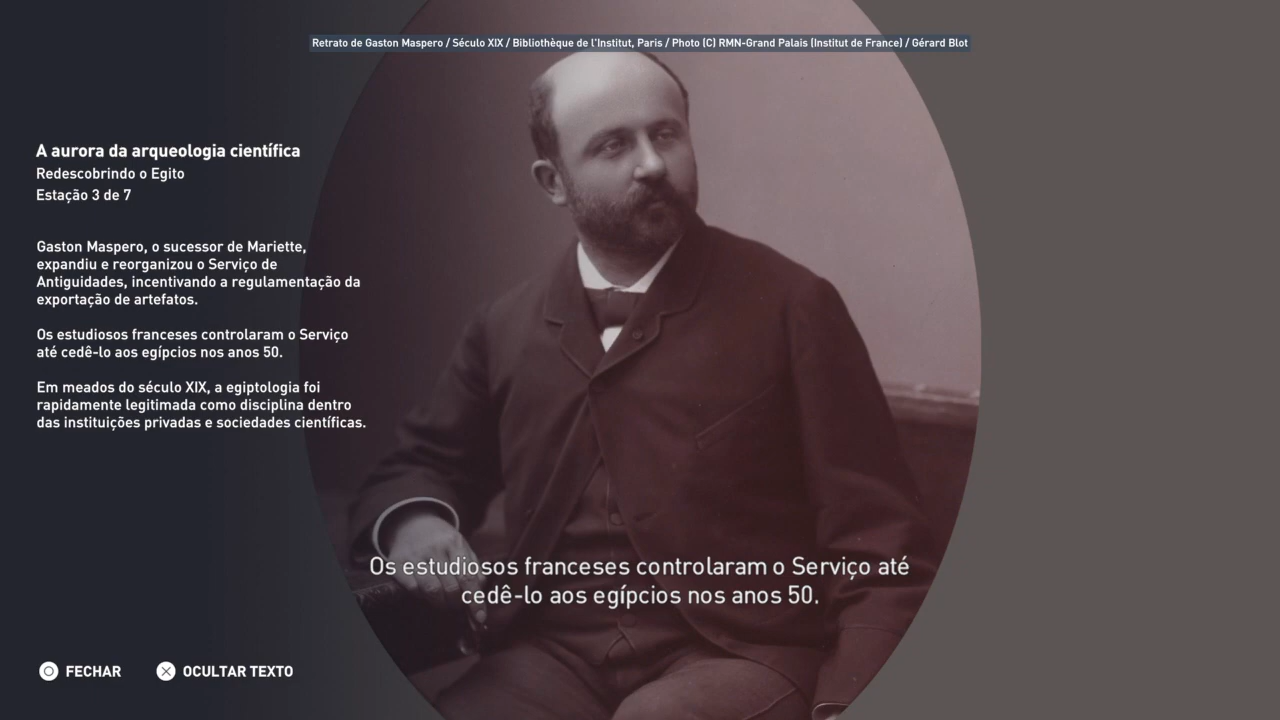 Retrato de Gaston Maspero / Século XIX / Bibliothèque de l'Institut, Paris / Photo (C) RMN-Grand Palais (Institut de France) / Gérard Blot
A aurora da arqueologia científica
Redescobrindo o Egito
Estação 3 de 7
Gaston Maspero, o sucessor de Mariette,
expandiu e reorganizou o Serviço de
Antiguidades, incentivando a regulamentação da
exportação de artefatos.
Os estudiosos franceses controlaram o Serviço
até cedê-lo aos egípcios nos anos 50.
Em meados do século XIX, a egiptologia foi
rapidamente legitimada como disciplina dentro
das instituições privadas e sociedades científicas.
Os estudiosos franceses controlaram o Serviço até
cedê-lo aos egípcios nos anos 50.
FECHAR OCULTAR TEXTO